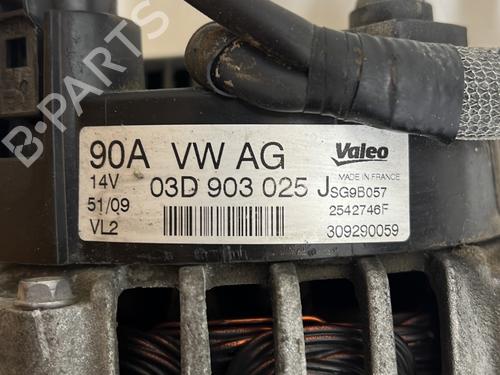 B-PARTS
90A VW AG Valeo
14V 03D 903 025 J MADE IN FRANCE
SG9B057
51/09 2542746F
VL2 309290059